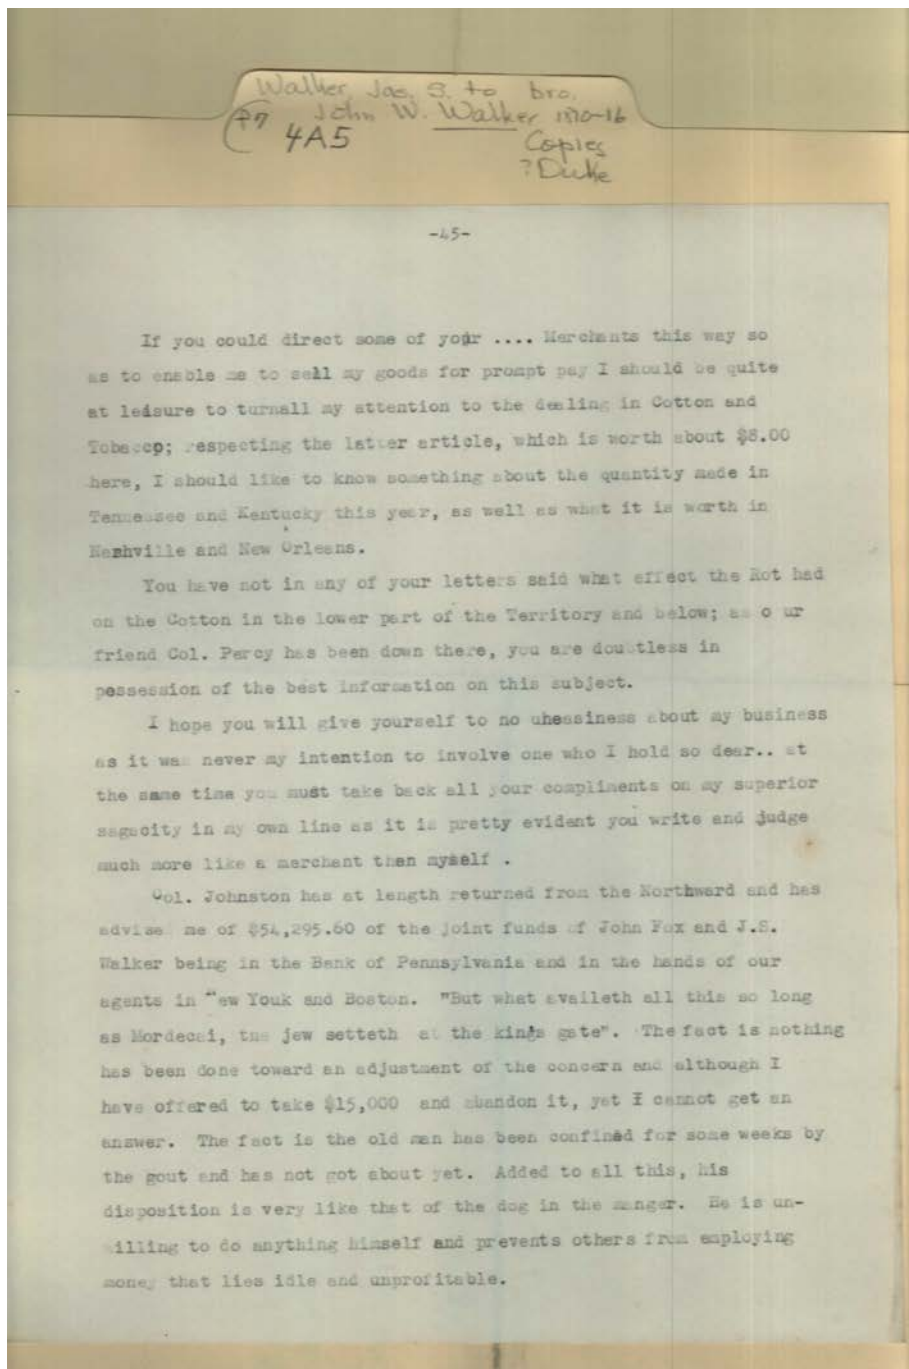 Walker, Jas. S. to bro.
John W. Walker 1810-16
4A5
Copies
? Duke
-45-
If you could direct some of your .... Merchants this way so
as to enable me to sell my goods for prompt pay I should be quite
at leisure to turnall my attention to the dealing in Cotton and
Tobaccp; respecting the latter article, which is worth about $8.00
here, I should like to know something about the quantity made in
Tennessee and Kentucky this year, as well as what it is worth in
Nashville and New Orleans.
You have not in any of your letters said what effect the Rot had
on the Cotton in the lower part of the Territory and below; as o ur
friend Col. Percy has been down there, you are doubtless in
pessession of the best information on this subject.
I hope you will give yourself to no uheasiness about my business
as it was never my intention to involve one who I hold so dear.. at
the same time you must take back all your compliments on my superior
sagacity in my own line as it is pretty evident you write and judge
much more like a merchant then myself .
Col. Johnston has at length returned from the Northward and has
advised me of $54,295.60 of the joint funds of John Fox and J.S.
Walker being in the Bank of Pennsylvania and in the hands of our
agents in New Youk and Boston. "But what availeth all this so long
as Mordecai, the jew setteth at the kings gate". The fact is nothing
has been done toward an adjustment of the concern and although I
have offered to take $15,000 and abandon it, yet I cannot get an
answer. The fact is the old man has been confined for some weeks by
the gout and has not got about yet. Added to all this, his
disposition is very like that of the dog in the manger. He is un-
willing to do anything himself and prevents others from employing
money that lies idle and unprofitable.